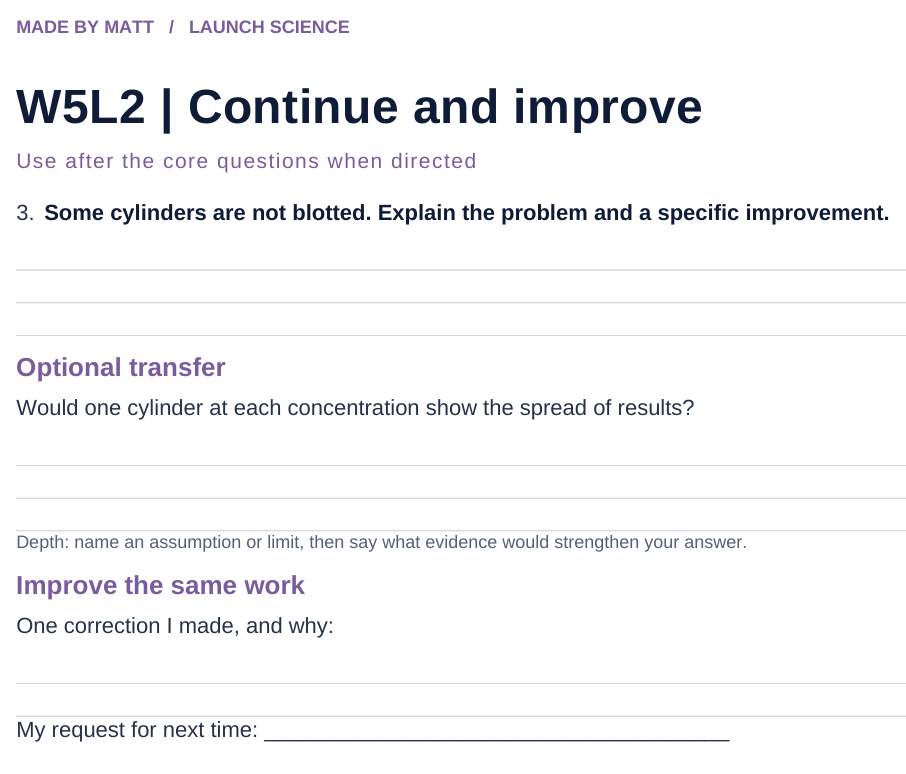 MADE BY MATT / LAUNCH SCIENCE
W5L2 | Continue and improve
Use after the core questions when directed
3. Some cylinders are not blotted. Explain the problem and a specific improvement.
Optional transfer
Would one cylinder at each concentration show the spread of results?
Depth: name an assumption or limit, then say what evidence would strengthen your answer.
Improve the same work
One correction I made, and why:
My request for next time: ______________________________________